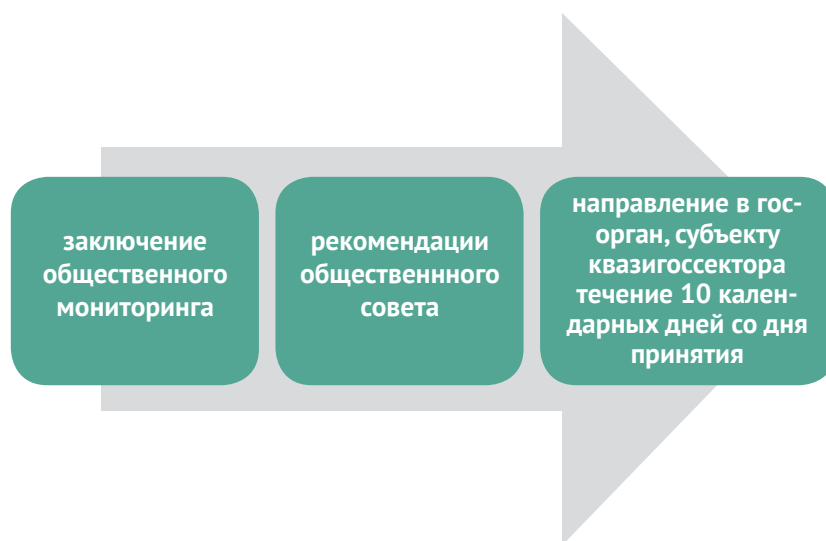 заключение
общественного
мониторинга
рекомендации
общественнного
совета
направление в гос-
орган, субъекту
квазигоссектора
течение 10 кален-
дарных дней со дня
принятия